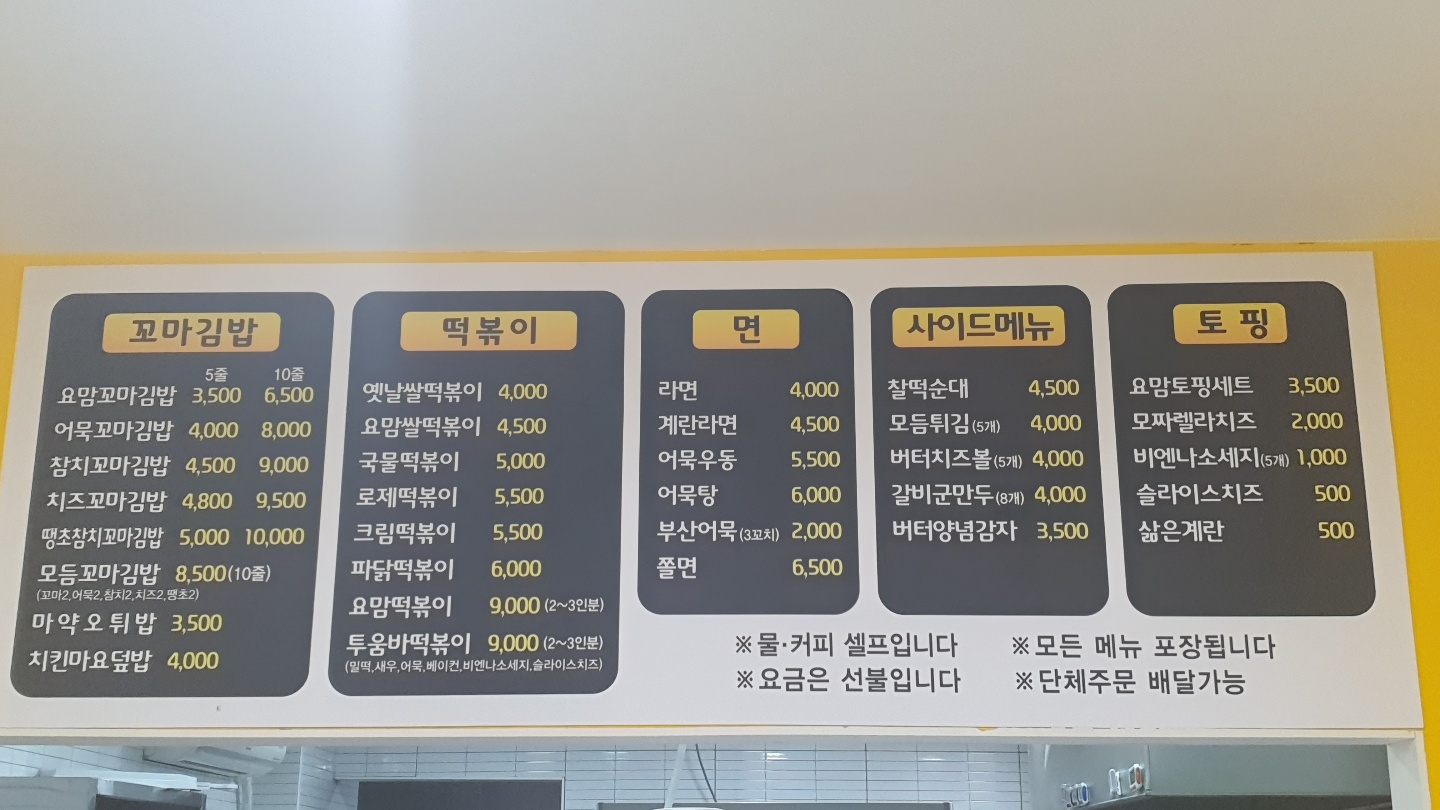 꼬마김밥
5줄 10줄
요맘꼬마김밥 3,500 6,500
어묵꼬마김밥 4,000 8,000
참치꼬마김밥 4,500 9,000
치즈꼬마김밥 4,800 9,500
땡초참치꼬마김밥 5,000 10,000
모듬꼬마김밥 8,500(10줄)
(꼬마2,어묵2,참치2,치즈2,땡초2)
마약오튀밥 3,500
치킨마요덮밥 4,000
떡볶이
옛날쌀떡볶이 4,000
요맘쌀떡볶이 4,500
국물떡볶이 5,000
로제떡볶이 5,500
크림떡볶이 5,500
파닭떡볶이 6,000
요맘떡볶이 9,000 (2~3인분)
투움바떡볶이 9,000 (2~3인분)
(밀떡,새우,어묵,베이컨,비엔나소세지,슬라이스치즈)
면
라면 4,000
계란라면 4,500
어묵우동 5,500
어묵탕 6,000
부산어묵(3꼬치) 2,000
쫄면 6,500
사이드메뉴
찰떡순대 4,500
모듬튀김(5개) 4,000
버터치즈볼(5개) 4,000
갈비군만두(8개) 4,000
버터양념감자 3,500
토핑
요맘토핑세트 3,500
모짜렐라치즈 2,000
비엔나소세지(5개) 1,000
슬라이스치즈 500
삶은계란 500
※물·커피 셀프입니다
※모든 메뉴 포장됩니다
※요금은 선불입니다
※단체주문 배달가능